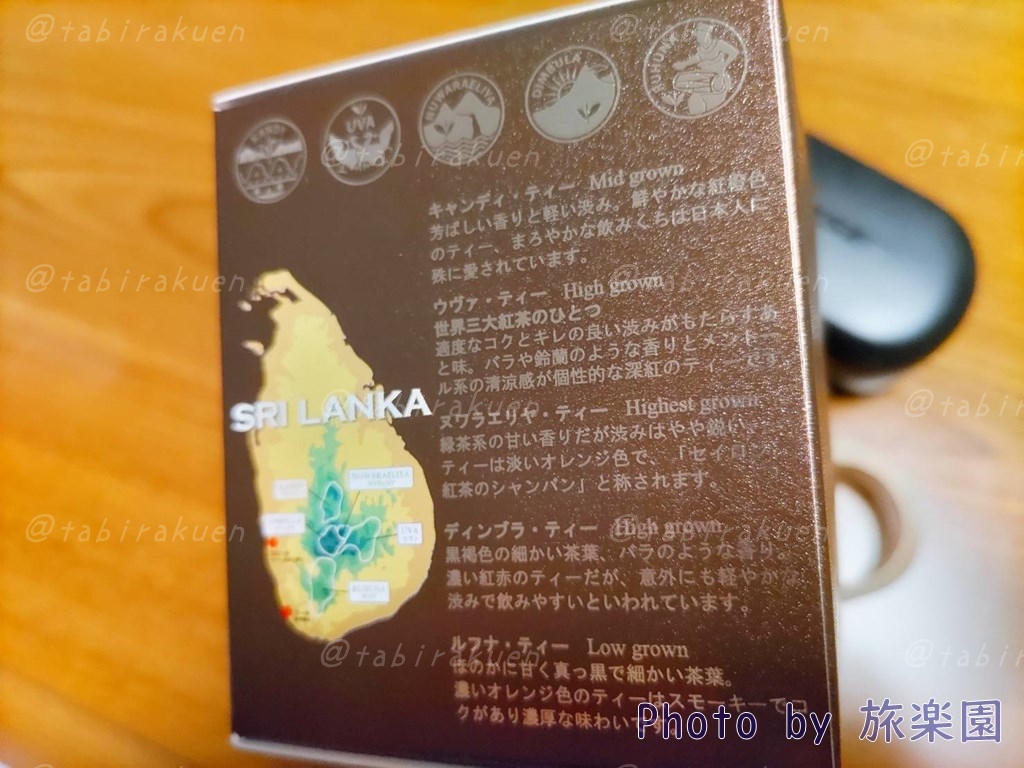 @tabirakuen
KANDY
UVA
NUWARAELIYA
DIMBULA
RUHUNA
キャンディ・ティー Mid grown
芳ばしい香りと軽い渋み。鮮やかな紅橙色
のティー、まろやかな飲みくちは日本人に
殊に愛されています。
ウヴァ・ティー High grown
世界三大紅茶のひとつ
適度なコクとキレの良い渋みがもたらすあ
と味。バラや鈴蘭のような香りとメントー
ル系の清涼感が個性的な深紅のティーです
SRI LANKA
ヌワラエリヤ・ティー Highest grown
緑茶系の甘い香りだが渋みはやや強い。
ティーは淡いオレンジ色で、「セイロン
紅茶のシャンパン」と称されます。
NUWARAELIYA
UVA
RUHUNA
ディンブラ・ティー High grown
黒褐色の細かい茶葉、バラのような香り。
濃い紅赤のティーだが、意外にも軽やかな
渋みで飲みやすいといわれています。
ルフナ・ティー Low grown
ほのかに甘く真っ黒で細かい茶葉。
濃いオレンジ色のティーはスモーキーでコ
クがあり濃厚な味わいです。
Photo by 旅楽園